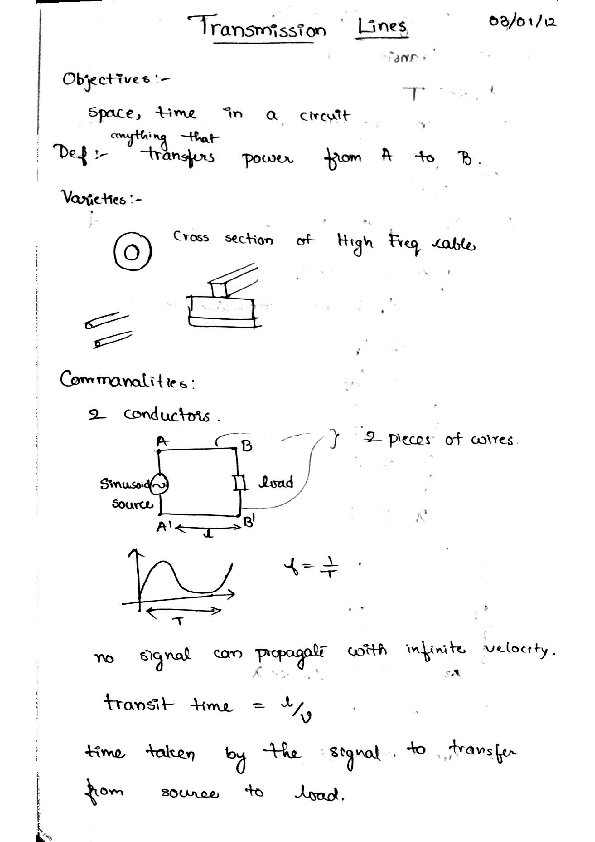 Transmission Lines
03/01/12
Objectives :-
Space, time in a circuit
anything that
Def :- transfers power from A to B.
Varieties :-
Cross section of High Freq cable
Commanalities :
2 conductors.
A
B
} 2 pieces of wires.
Sinusoid
source
load
A'
l
B'
f = 1/T
T
no signal can propagate with infinite velocity.
transit time = l/v
time taken by the signal to transfer
from source to load.